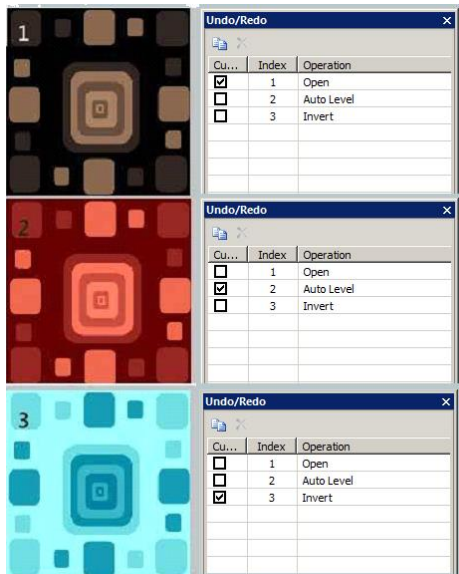 1
Undo/Redo
Cu... Index Operation
1 Open
2 Auto Level
3 Invert
2
Undo/Redo
Cu... Index Operation
1 Open
2 Auto Level
3 Invert
3
Undo/Redo
Cu... Index Operation
1 Open
2 Auto Level
3 Invert